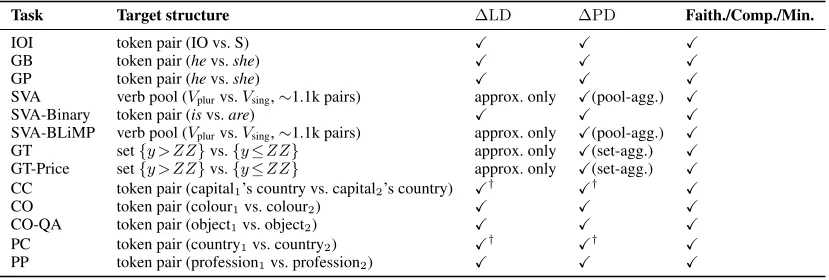 Task Target structure ΔLD ΔPD Faith./Comp./Min.
IOI token pair (IO vs. S) ✓ ✓ ✓
GB token pair (he vs. she) ✓ ✓ ✓
GP token pair (he vs. she) ✓ ✓ ✓
SVA verb pool (V_plur vs. V_sing, ∼1.1k pairs) approx. only ✓(pool-agg.) ✓
SVA-Binary token pair (is vs. are) ✓ ✓ ✓
SVA-BLiMP verb pool (V_plur vs. V_sing, ∼1.1k pairs) approx. only ✓(pool-agg.) ✓
GT set {y>ZZ} vs. {y≤ZZ} approx. only ✓(set-agg.) ✓
GT-Price set {y>ZZ} vs. {y≤ZZ} approx. only ✓(set-agg.) ✓
CC token pair (capital₁'s country vs. capital₂'s country) ✓† ✓† ✓
CO token pair (colour₁ vs. colour₂) ✓ ✓ ✓
CO-QA token pair (object₁ vs. object₂) ✓ ✓ ✓
PC token pair (country₁ vs. country₂) ✓† ✓† ✓
PP token pair (profession₁ vs. profession₂) ✓ ✓ ✓